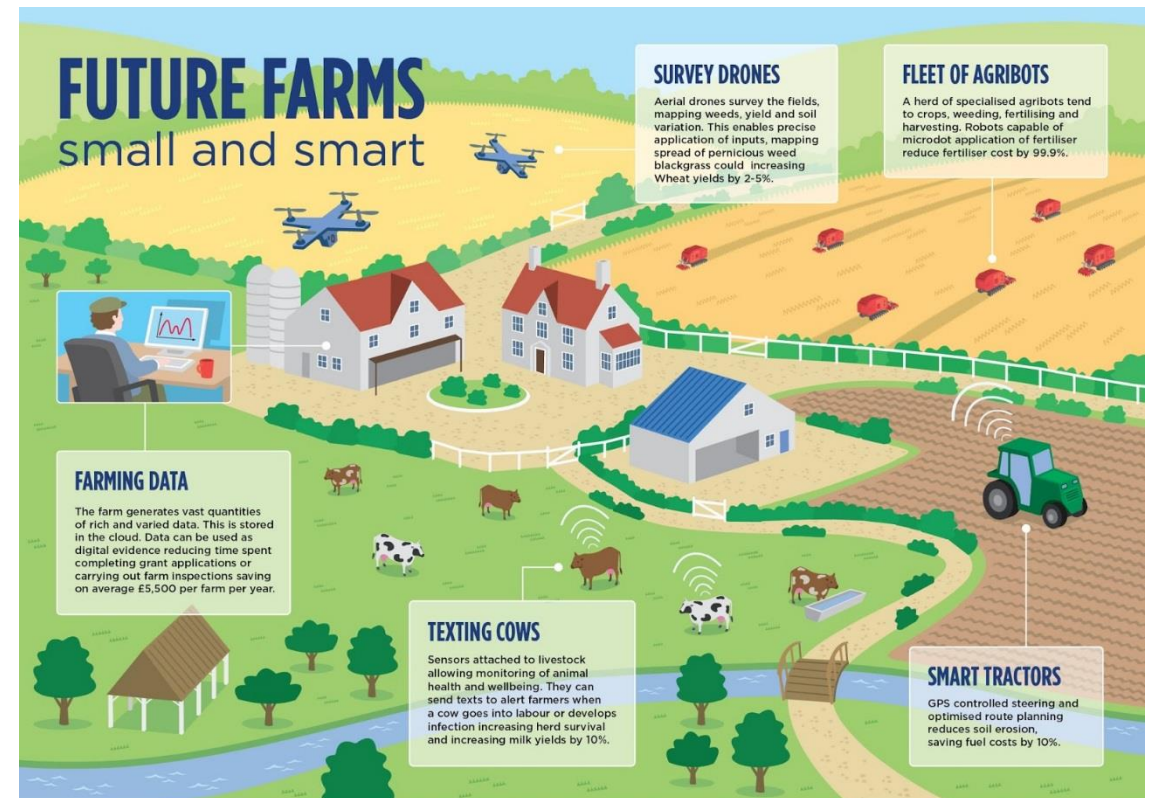 FUTURE FARMS
small and smart
SURVEY DRONES
Aerial drones survey the fields,
mapping weeds, yield and soil
variation. This enables precise
application of inputs, mapping
spread of pernicious weed
blackgrass could increasing
Wheat yields by 2-5%.
FLEET OF AGRIBOTS
A herd of specialised agribots tend
to crops, weeding, fertilising and
harvesting. Robots capable of
microdot application of fertiliser
reduce fertiliser cost by 99.9%.
FARMING DATA
The farm generates vast quantities
of rich and varied data. This is stored
in the cloud. Data can be used as
digital evidence reducing time spent
completing grant applications or
carrying out farm inspections saving
on average £5,500 per farm per year.
TEXTING COWS
Sensors attached to livestock
allowing monitoring of animal
health and wellbeing. They can
send texts to alert farmers when
a cow goes into labour or develops
infection increasing herd survival
and increasing milk yields by 10%.
SMART TRACTORS
GPS controlled steering and
optimised route planning
reduces soil erosion,
saving fuel costs by 10%.